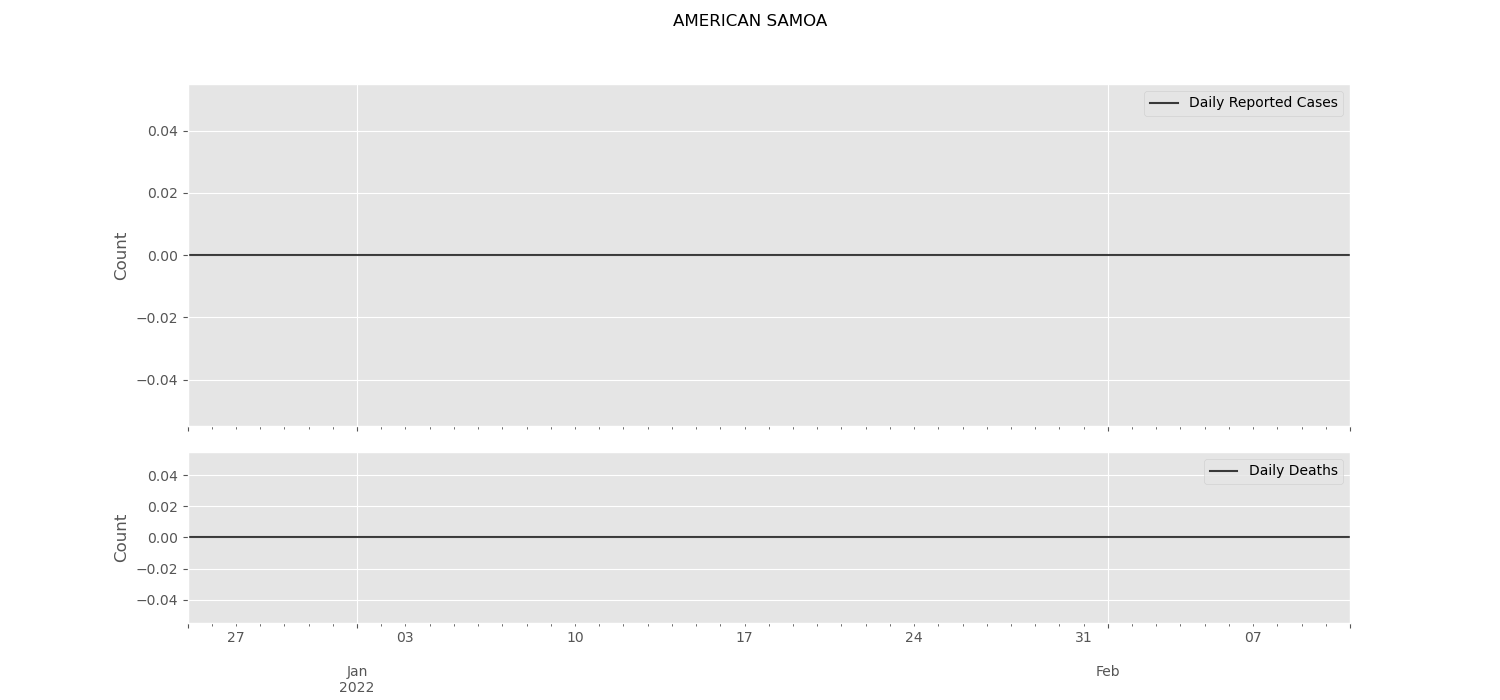 AMERICAN SAMOA
Daily Reported Cases
0.04
0.02
0.00
−0.02
−0.04
Count
Daily Deaths
0.04
0.02
0.00
−0.02
−0.04
Count
27 03 10 17 24 31 07
Jan Feb
2022